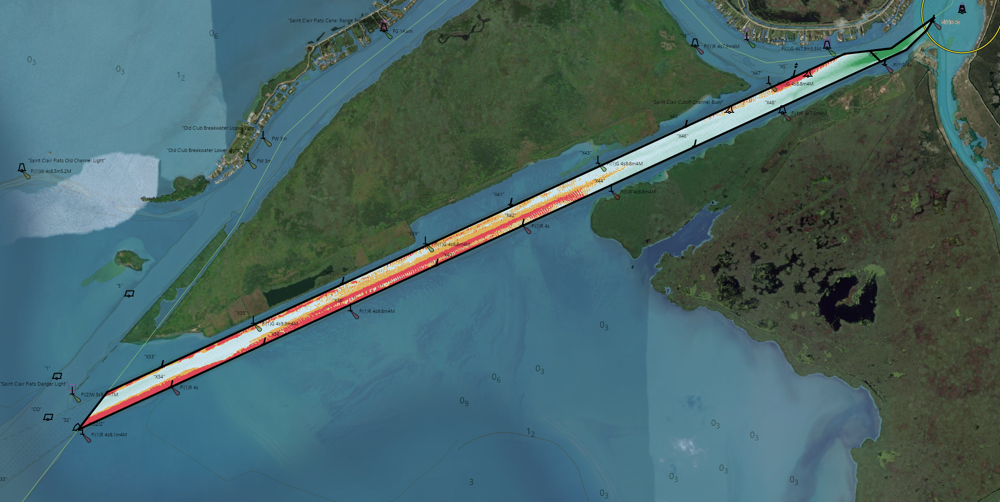 "Saint Clair Flats Canal Range Front Light"
FG 14.6m
0₆
0₃
0₃
1₂
"16"
Fl(1)R 4s7.9m4M
"17"
Fl(1)G 4s8.2m3.5M
Fl(1)G 4s7.9m3.5M
Fl(1)R 4s
Fl(1)R 4s
"XS"
"X47"
Fl(1)G 4s8.8m4M
"Saint Clair Cutoff Channel Buoy"
"X48"
Fl(1)R 4s7.5m4M
"X45"
"X46"
"Old Club Breakwater Upper Light"
FW 3m
"Old Club Breakwater Lower Light"
FW 3m
"Saint Clair Flats Old Channel Light"
Fl(1)W 4s8.5m5.2M
"X43"
Fl(1)G 4s8.8m4M
"X44"
Fl(1)R 4s8.8m4M
"X41"
"X42"
Fl(1)R 4s
"X39"
Fl(1)G 4s8.8m4M
"X40"
"X37"
"5"
"X38"
Fl(1)R 4s9.8m4M
"X35"
Fl(1)G 4s9.9m4M
"X36"
0₃
"X33"
"X34"
Fl(1)R 4s
"1"
"Saint Clair Flats Danger Light"
0₃
0₆
0₉
"CO"
"32"
Fl(1)R 4s8.1m4M
1₂
0₃
0₃
0₃
0₃
0₃
3
33"
0₃